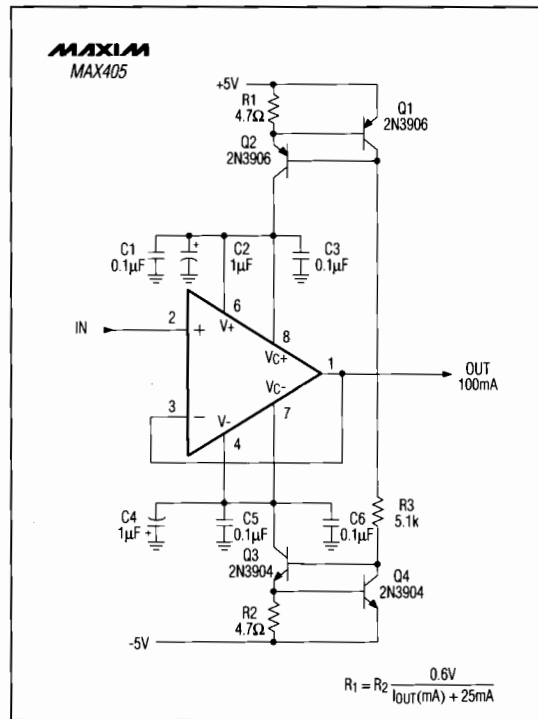 MAXIM
MAX405
+5V
R1
4.7Ω
Q1
2N3906
Q2
2N3906
C1
0.1µF
+
C2
1µF
C3
0.1µF
6
V+
IN
2
+
8
VC+
1
OUT
100mA
VC-
3
−
V-
7
4
C4
1µF
+
C5
0.1µF
C6
0.1µF
R3
5.1k
Q3
2N3904
Q4
2N3904
R2
4.7Ω
-5V
R1 = R2 0.6V / IOUT(mA) + 25mA